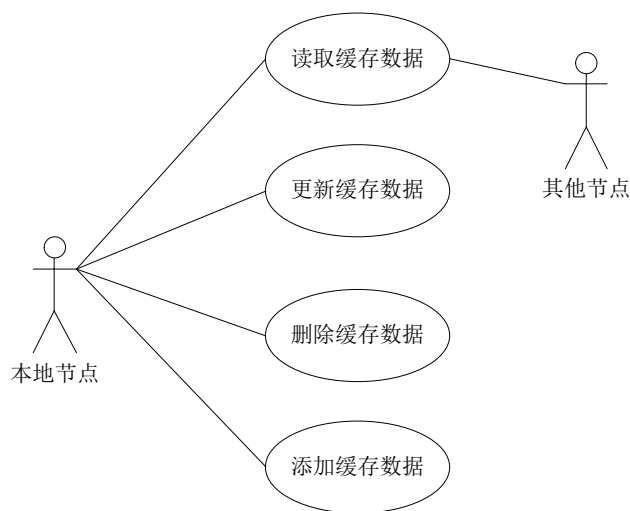 读取缓存数据
其他节点
更新缓存数据
本地节点
删除缓存数据
添加缓存数据